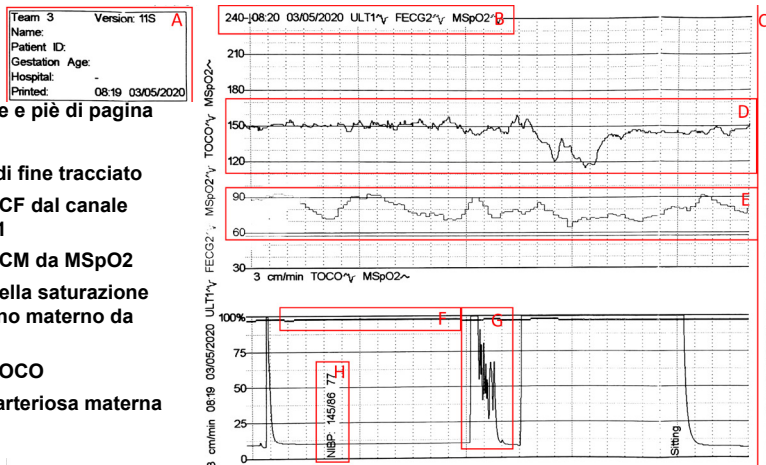 Team 3 Version: 11S A
Name:
Patient ID:
Gestation Age:
Hospital: -
Printed: 08:19 03/05/2020
e e piè di pagina
di fine tracciato
CF dal canale
CM da MSpO2
ella saturazione
no materno da
OCO
arteriosa materna
240 08:20 03/05/2020 ULT1 FECG2 MSpO2 B
C
210
180
150
120
D
90
60
30
E
3 cm/min TOCO MSpO2~
100%
75
50
25
0
F
G
H
NIBP: 145/86 77
Sitting
cm/min 08:19 03/05/2020 ULT1 FECG2 MSpO2 TOCO MSpO2~